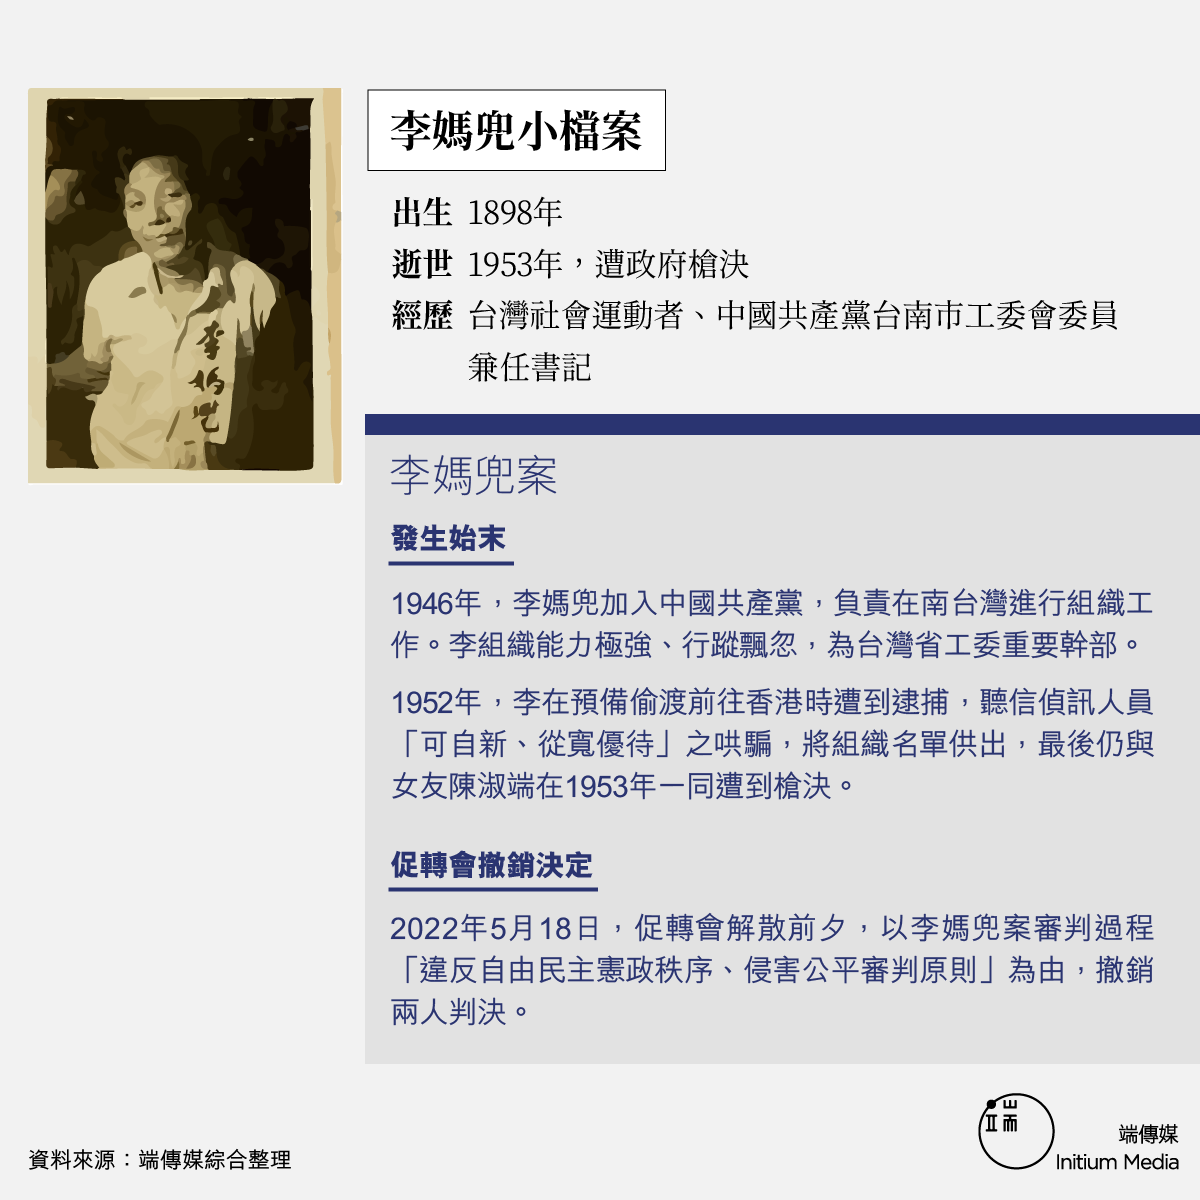 李媽兜小檔案
出生 1898年
逝世 1953年，遭政府槍決
經歷 台灣社會運動者、中國共產黨台南市工委會委員
兼任書記
李媽兜
李媽兜案
發生始末
1946年，李媽兜加入中國共產黨，負責在南台灣進行組織工
作。李組織能力極強、行蹤飄忽，為台灣省工委重要幹部。
1952年，李在預備偷渡前往香港時遭到逮捕，聽信偵訊人員
「可自新、從寬優待」之哄騙，將組織名單供出，最後仍與
女友陳淑端在1953年一同遭到槍決。
促轉會撤銷決定
2022年5月18日，促轉會解散前夕，以李媽兜案審判過程
「違反自由民主憲政秩序、侵害公平審判原則」為由，撤銷
兩人判決。
資料來源：端傳媒綜合整理
端
端傳媒
Initium Media